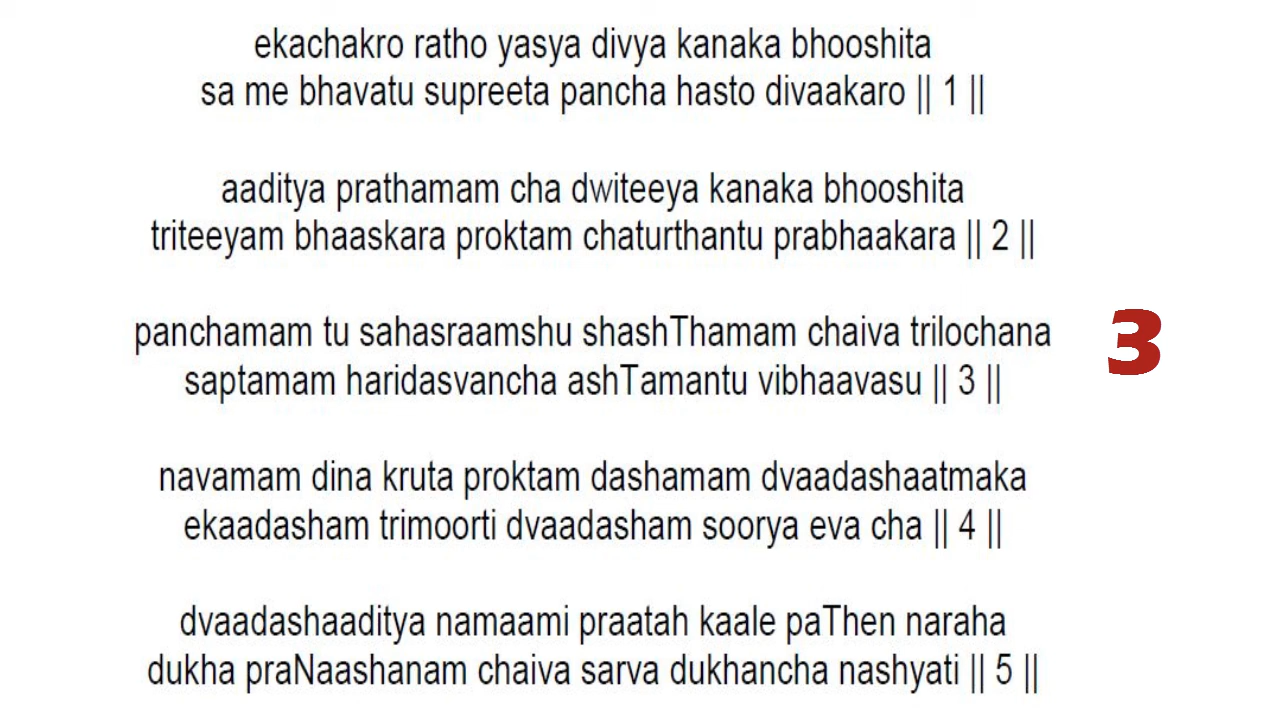 ekachakro ratho yasya divya kanaka bhooshita
sa me bhavatu supreeta pancha hasto divaakaro || 1 ||
aaditya prathamam cha dwiteeya kanaka bhooshita
triteeyam bhaaskara proktam chaturthantu prabhaakara || 2 ||
panchamam tu sahasraamshu shashThamam chaiva trilochana
saptamam haridasvancha ashTamantu vibhaavasu || 3 ||
3
navamam dina kruta proktam dashamam dvaadashaatmaka
ekaadasham trimoorti dvaadasham soorya eva cha || 4 ||
dvaadashaaditya namaami praatah kaale paThen naraha
dukha praNaashanam chaiva sarva dukhancha nashyati || 5 ||